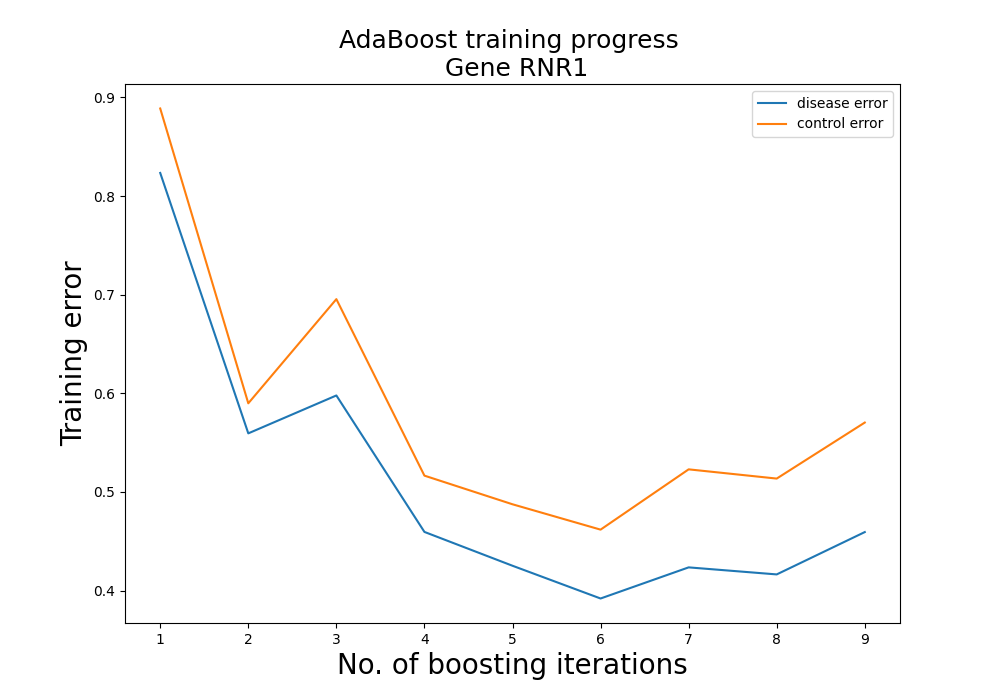 AdaBoost training progress
Gene RNR1
disease error
control error
Training error
0.9
0.8
0.7
0.6
0.5
0.4
1 2 3 4 5 6 7 8 9
No. of boosting iterations